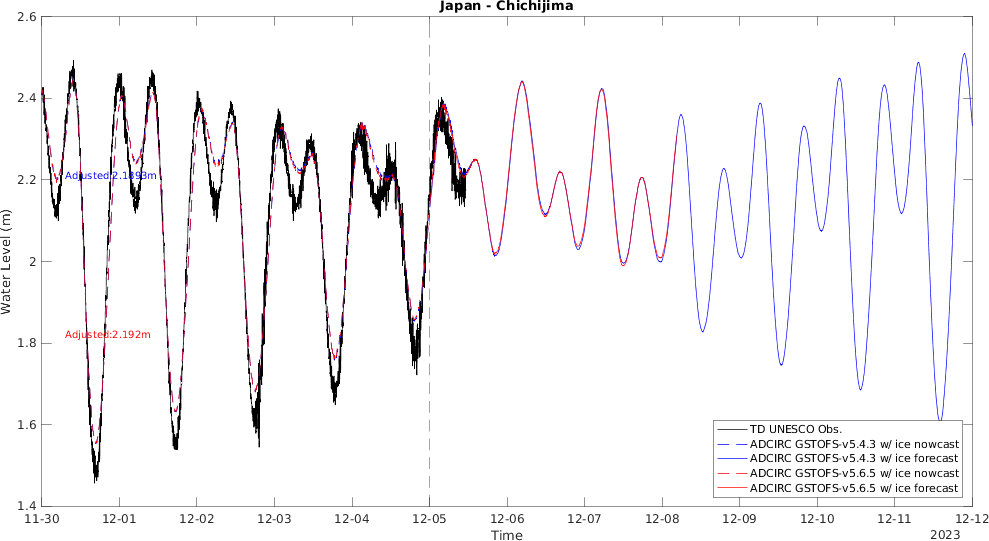 Japan - Chichijima
2.6
2.4
2.2
2
1.8
1.6
1.4
Water Level (m)
Adjusted:2.1893m
Adjusted:2.192m
TD UNESCO Obs.
ADCIRC GSTOFS-v5.4.3 w/ ice nowcast
ADCIRC GSTOFS-v5.4.3 w/ ice forecast
ADCIRC GSTOFS-v5.6.5 w/ ice nowcast
ADCIRC GSTOFS-v5.6.5 w/ ice forecast
11-30 12-01 12-02 12-03 12-04 12-05 12-06 12-07 12-08 12-09 12-10 12-11 12-12
Time
2023